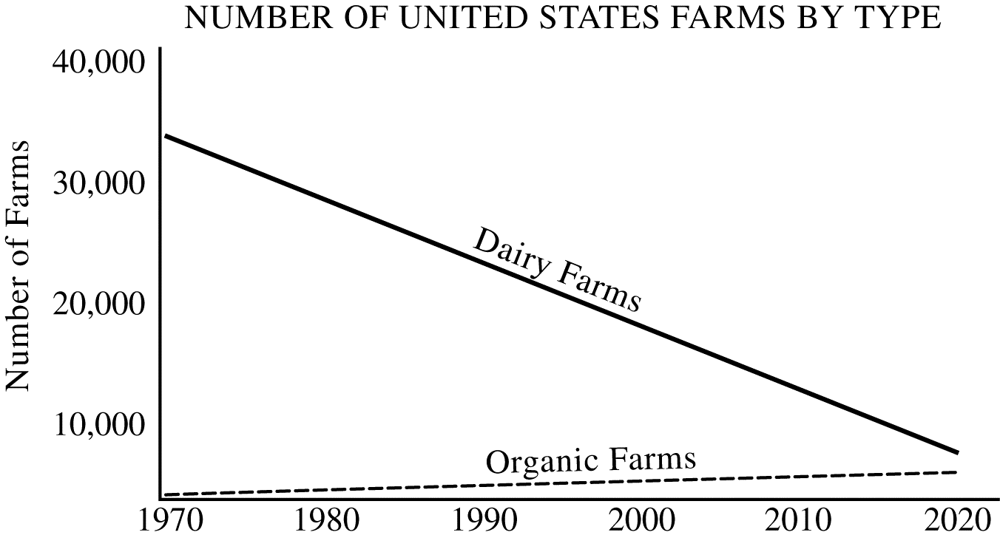 NUMBER OF UNITED STATES FARMS BY TYPE
Number of Farms
40,000
30,000
20,000
10,000
Dairy Farms
Organic Farms
1970 1980 1990 2000 2010 2020